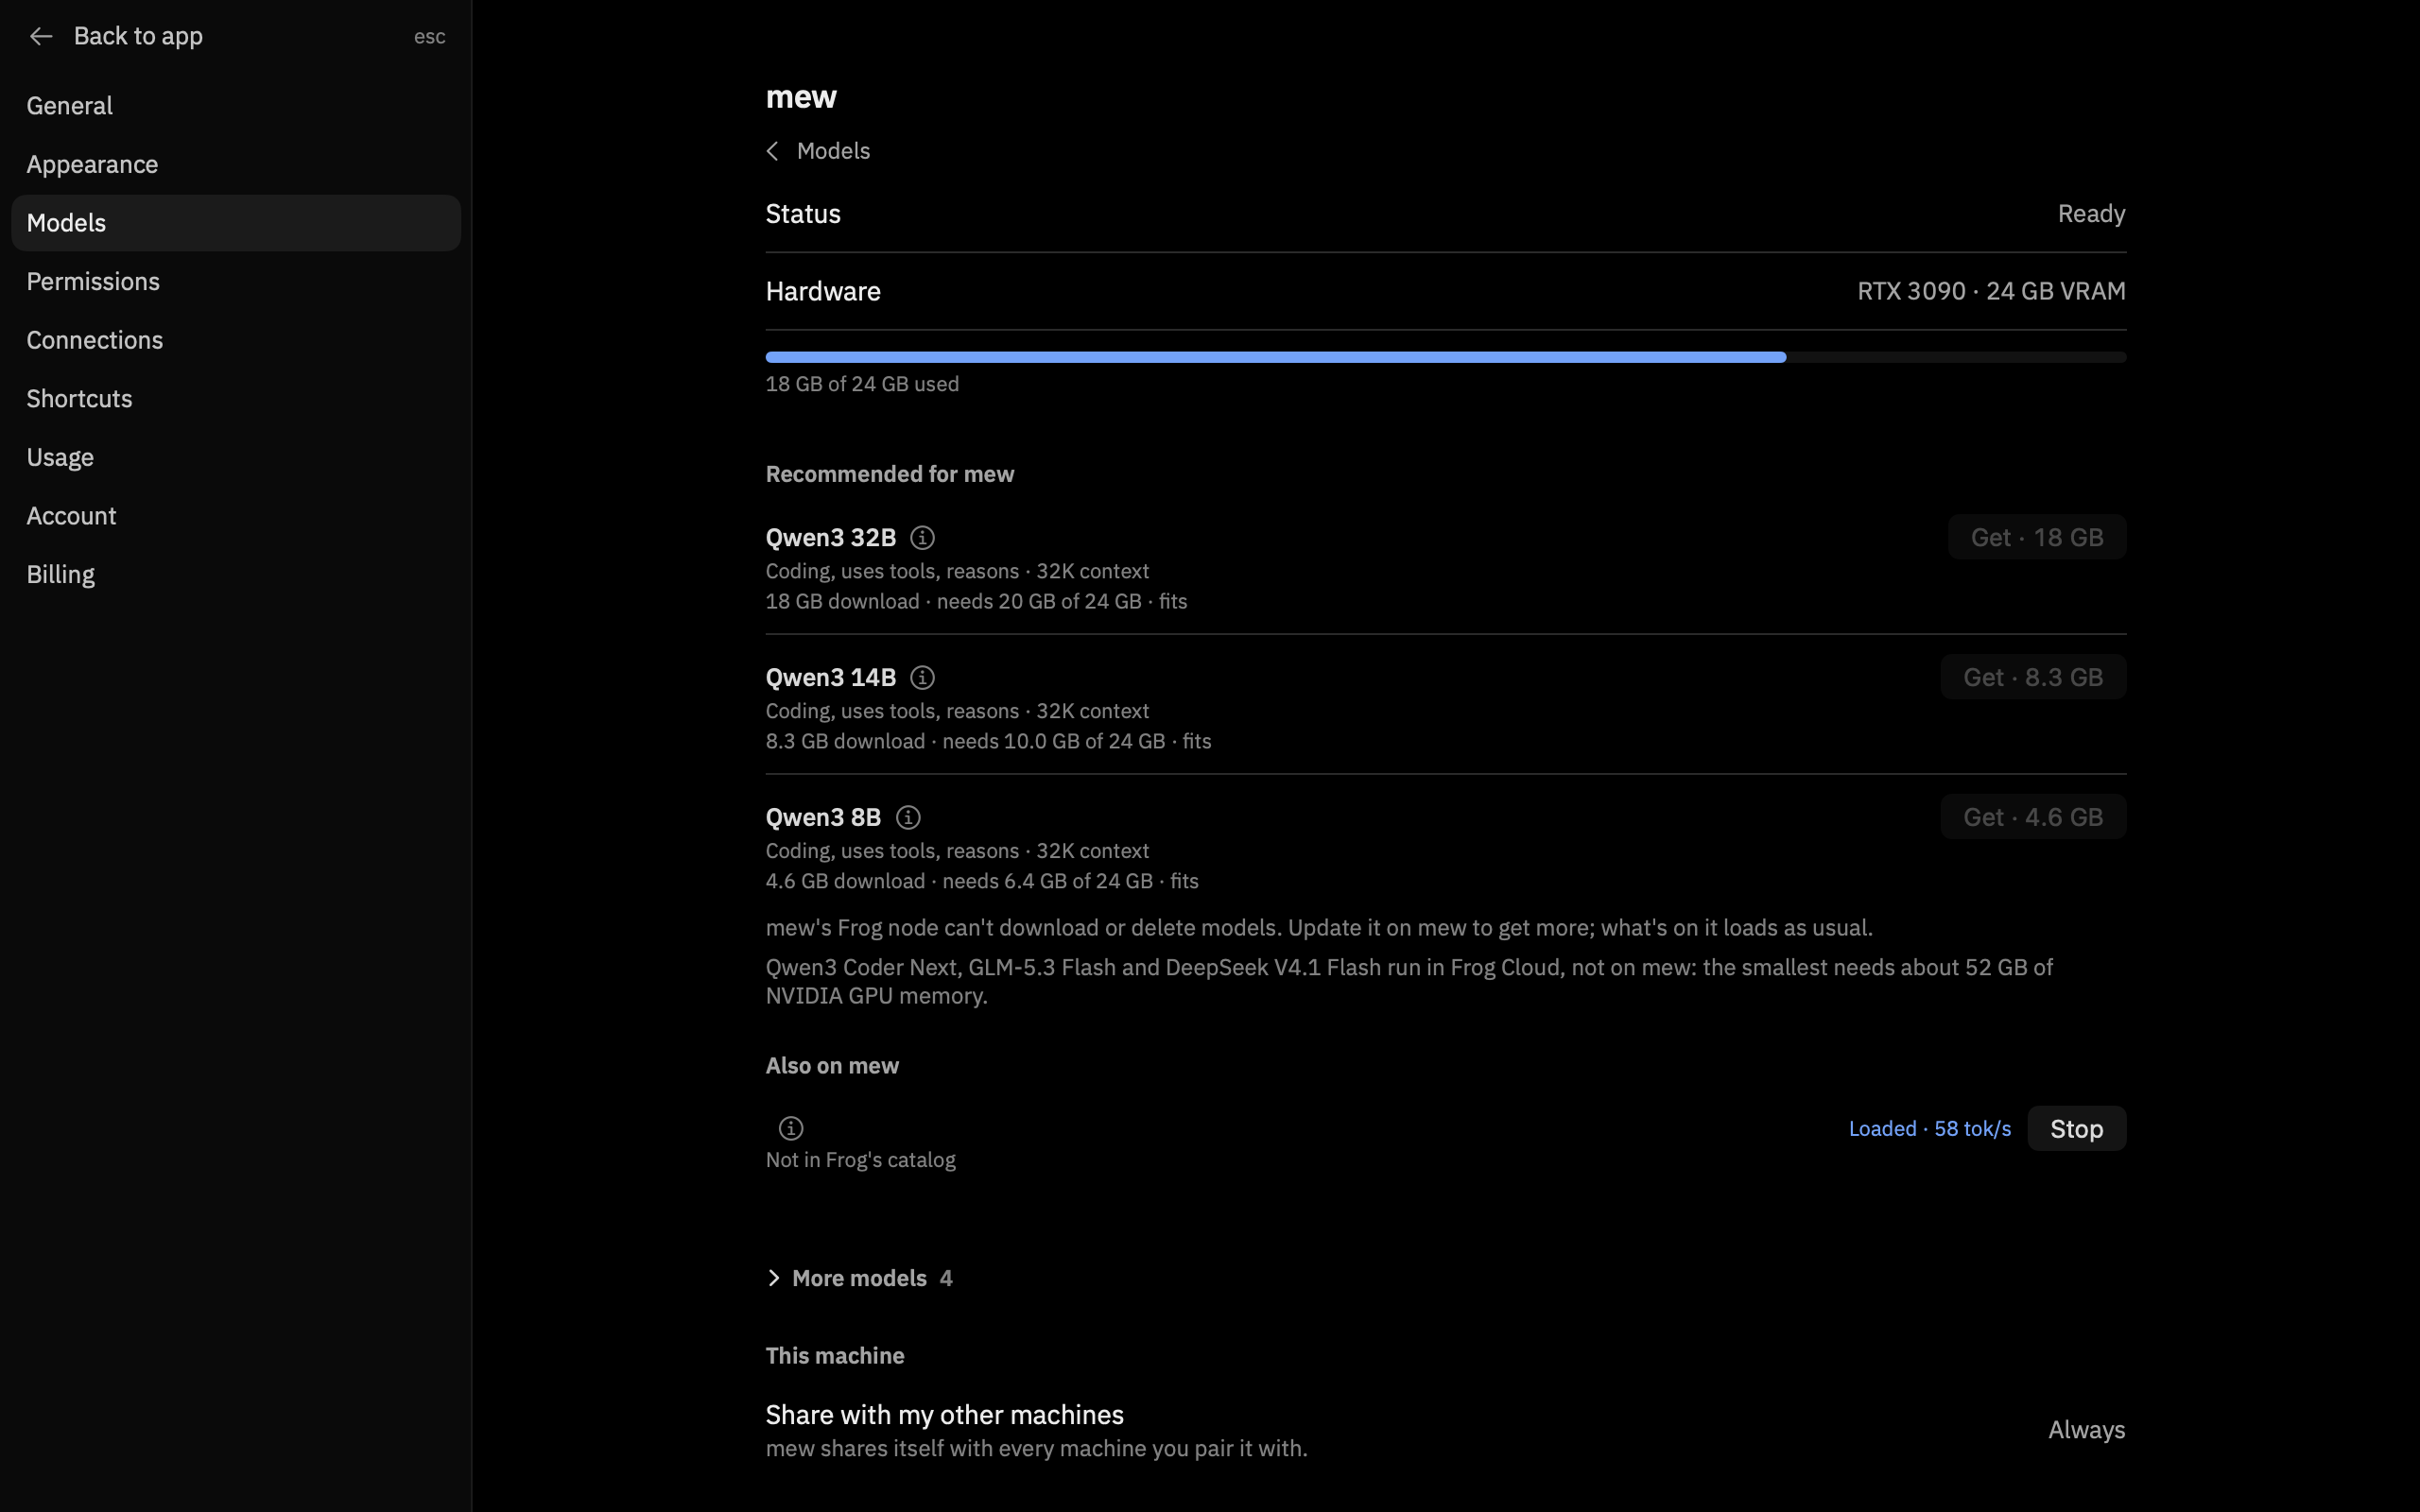 Back to app
esc
General
Appearance
Models
Permissions
Connections
Shortcuts
Usage
Account
Billing
mew
Models
Status
Ready
Hardware
RTX 3090 · 24 GB VRAM
18 GB of 24 GB used
Recommended for mew
Qwen3 32B
Get · 18 GB
Coding, uses tools, reasons · 32K context
18 GB download · needs 20 GB of 24 GB · fits
Qwen3 14B
Get · 8.3 GB
Coding, uses tools, reasons · 32K context
8.3 GB download · needs 10.0 GB of 24 GB · fits
Qwen3 8B
Get · 4.6 GB
Coding, uses tools, reasons · 32K context
4.6 GB download · needs 6.4 GB of 24 GB · fits
mew's Frog node can't download or delete models. Update it on mew to get more; what's on it loads as usual.
Qwen3 Coder Next, GLM-5.3 Flash and DeepSeek V4.1 Flash run in Frog Cloud, not on mew: the smallest needs about 52 GB of
NVIDIA GPU memory.
Also on mew
Loaded · 58 tok/s
Stop
Not in Frog's catalog
More models 4
This machine
Share with my other machines
Always
mew shares itself with every machine you pair it with.